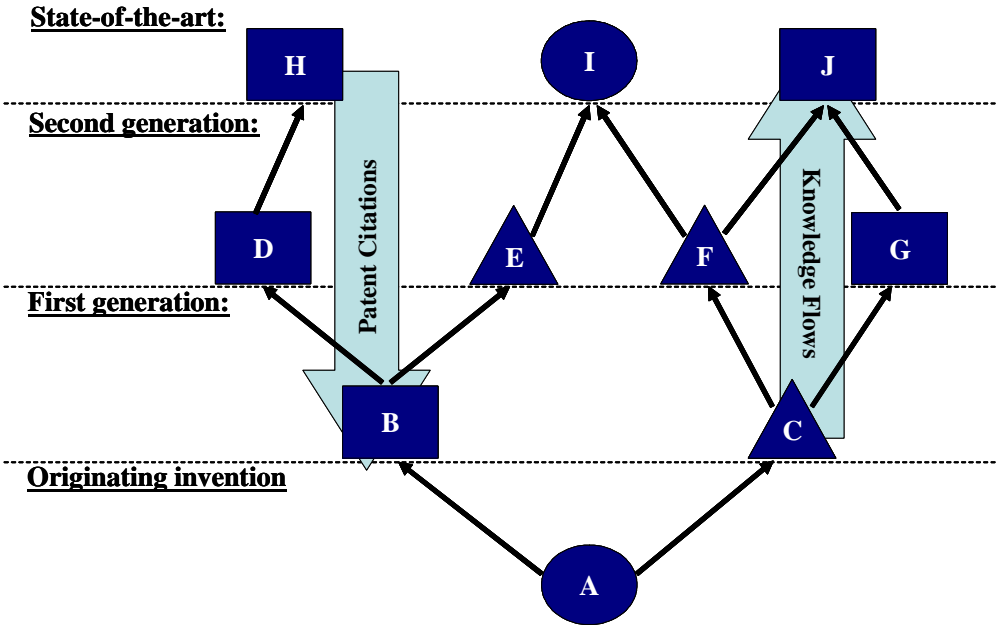 State-of-the-art:
H
I
J
Second generation:
Patent Citations
Knowledge Flows
D
E
F
G
First generation:
B
C
Originating invention
A